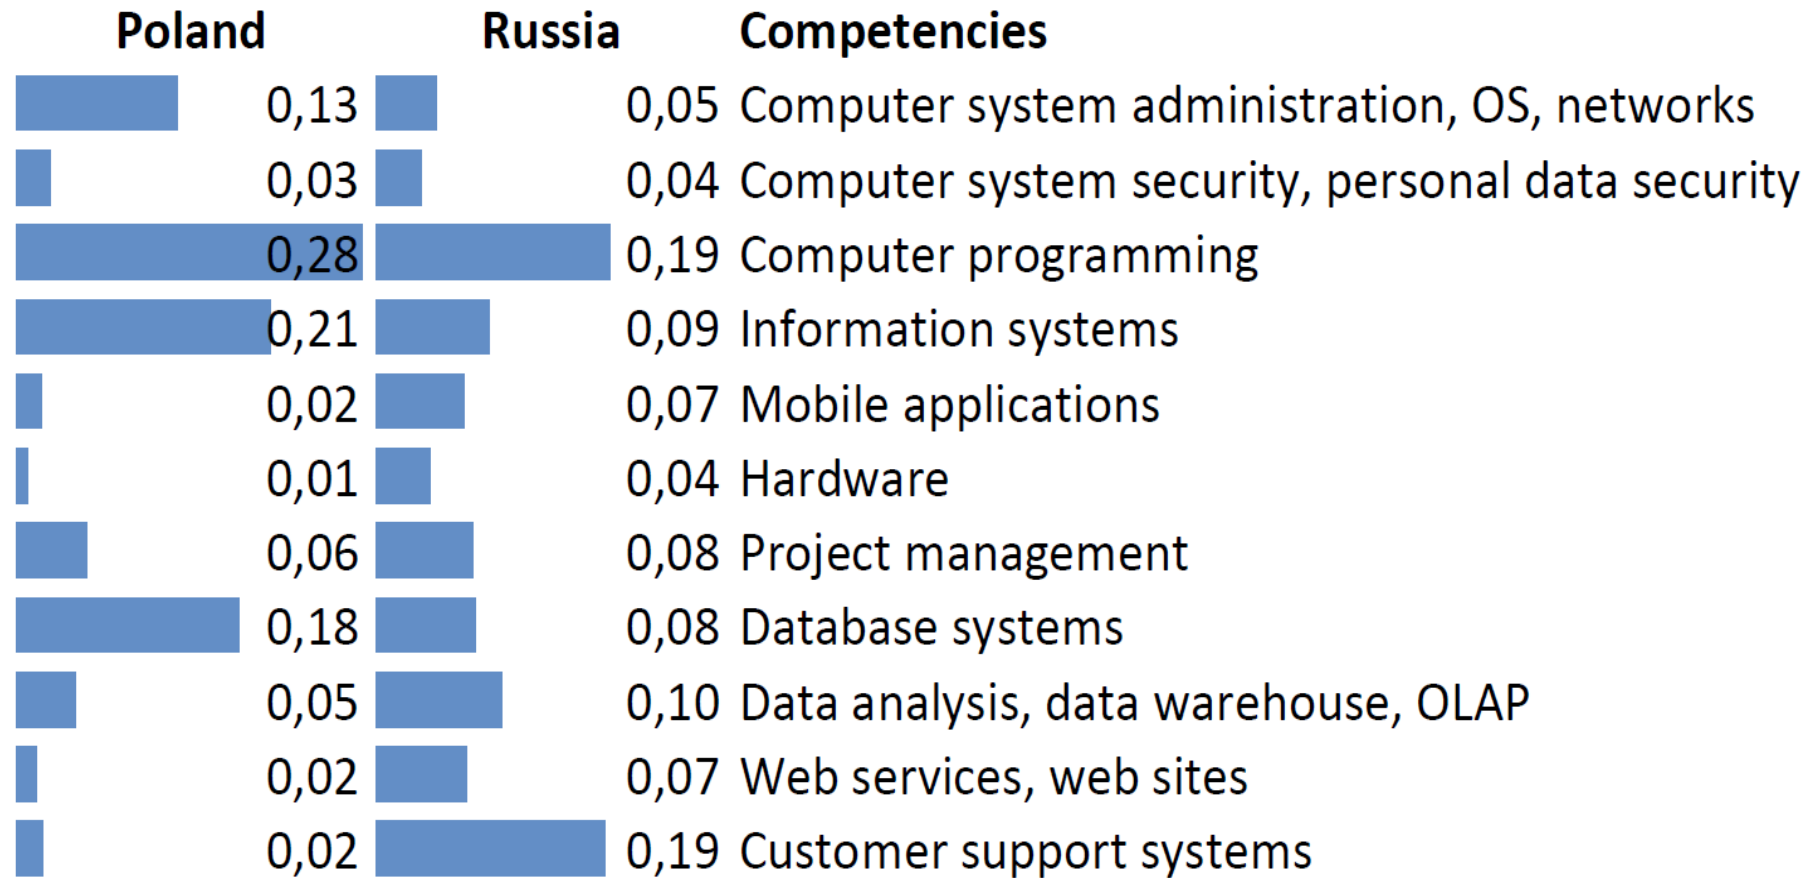 Poland Russia Competencies
0,13 0,05 Computer system administration, OS, networks
0,03 0,04 Computer system security, personal data security
0,28 0,19 Computer programming
0,21 0,09 Information systems
0,02 0,07 Mobile applications
0,01 0,04 Hardware
0,06 0,08 Project management
0,18 0,08 Database systems
0,05 0,10 Data analysis, data warehouse, OLAP
0,02 0,07 Web services, web sites
0,02 0,19 Customer support systems